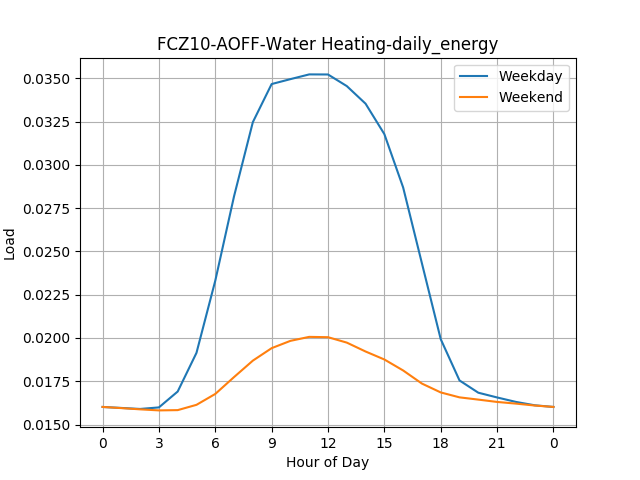 FCZ10-AOFF-Water Heating-daily_energy
Weekday
Weekend
Load
0.0350
0.0325
0.0300
0.0275
0.0250
0.0225
0.0200
0.0175
0.0150
0 3 6 9 12 15 18 21 0
Hour of Day